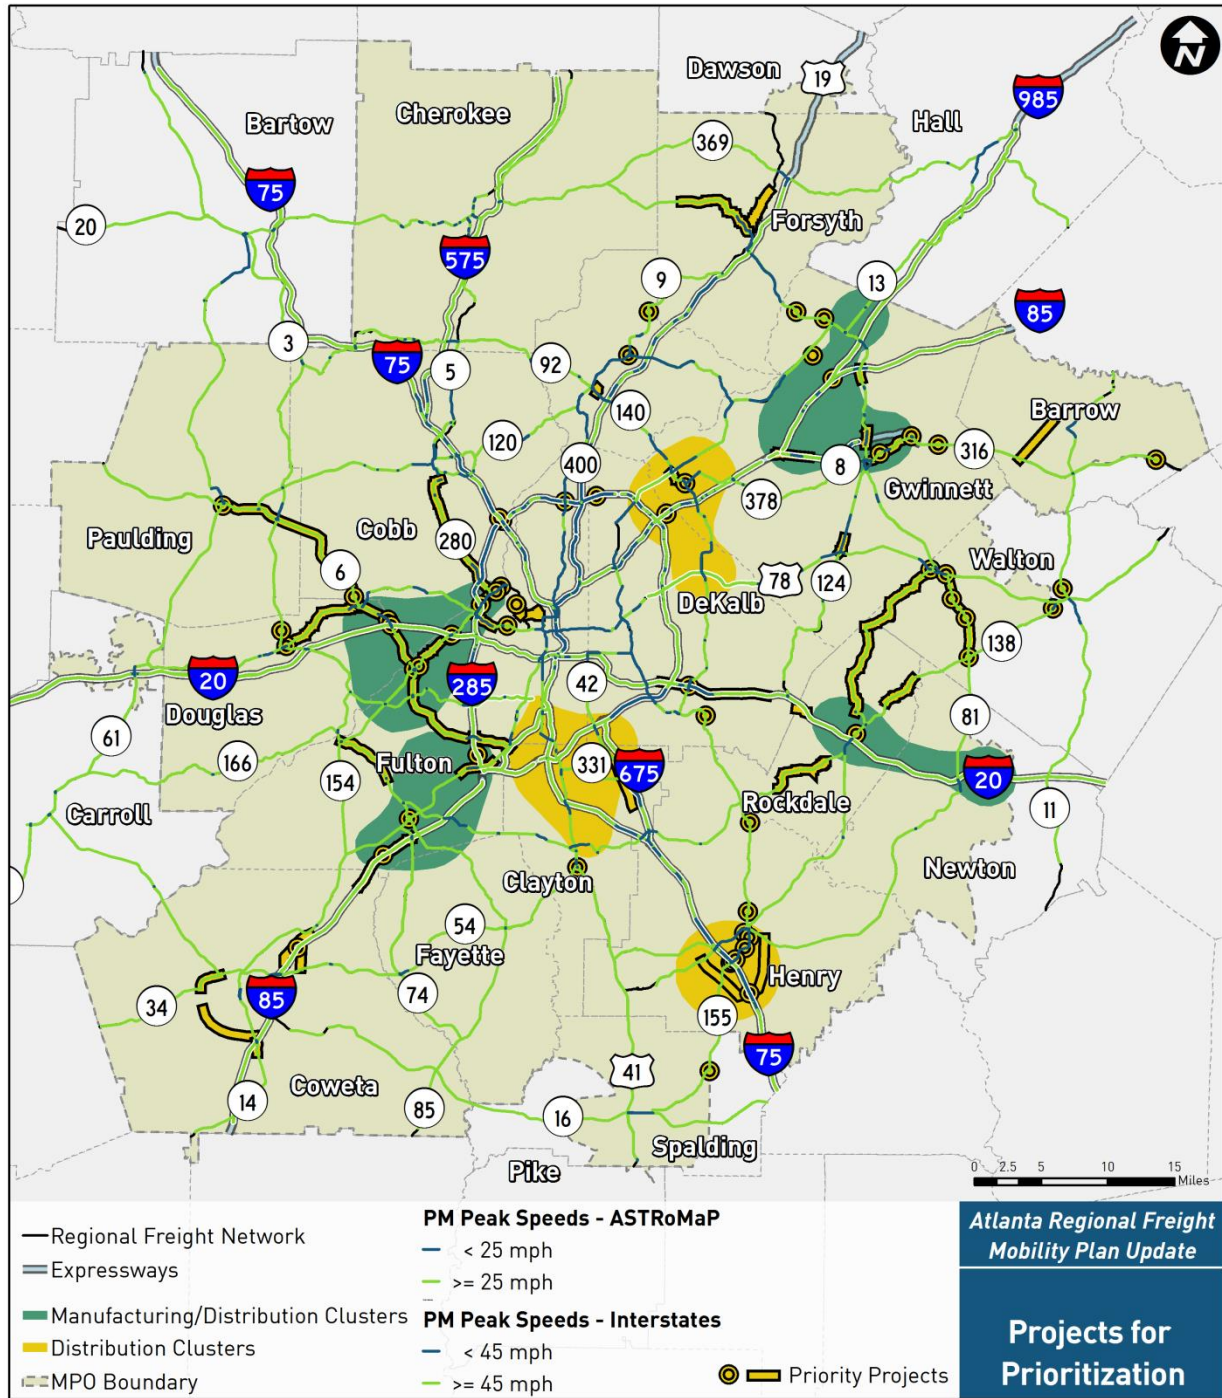 N
Dawson
19
Hall
985
Bartow
Cherokee
369
75
20
Forsyth
575
9
13
85
3
75
5
92
140
Barrow
120
400
8
316
Gwinnett
378
Paulding
Cobb
280
6
78
124
Walton
DeKalb
138
20
285
42
Douglas
81
61
166
154
Fulton
331
675
20
Carroll
Rockdale
11
Newton
Clayton
54
Fayette
Henry
34
85
74
155
75
41
14
Coweta
85
16
Spalding
Pike
0 2.5 5 10 15
Miles
Regional Freight Network
Expressways
Manufacturing/Distribution Clusters
Distribution Clusters
MPO Boundary
PM Peak Speeds - ASTRoMaP
< 25 mph
>= 25 mph
PM Peak Speeds - Interstates
< 45 mph
>= 45 mph
Priority Projects
Atlanta Regional Freight
Mobility Plan Update
Projects for
Prioritization